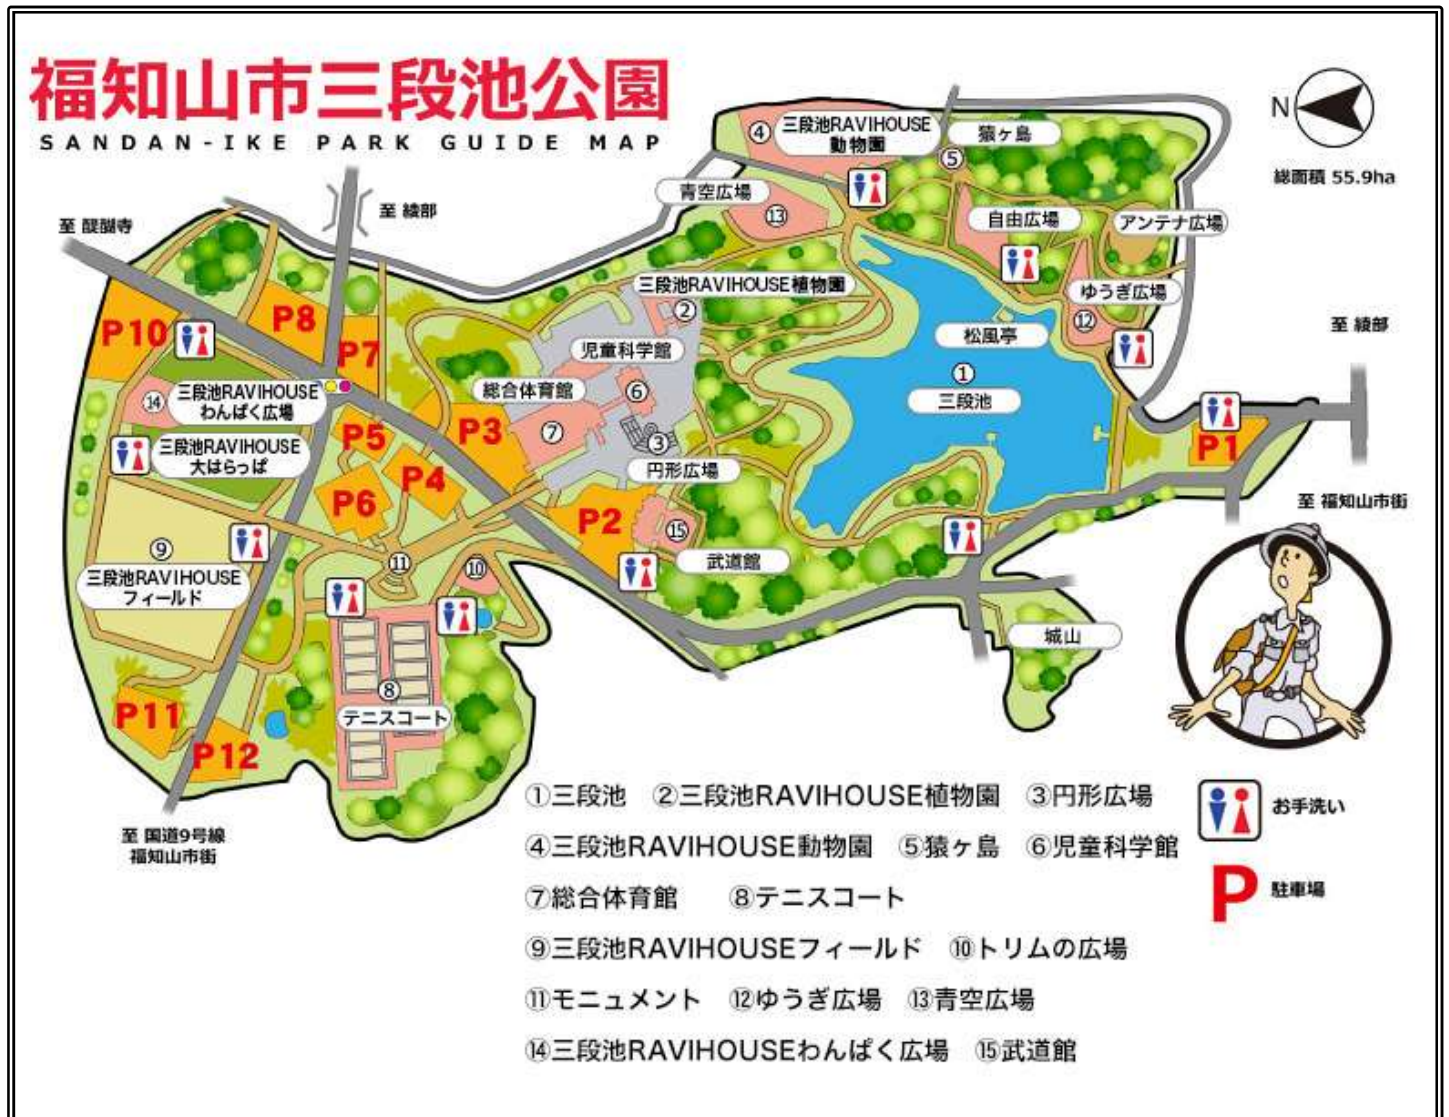 福知山市三段池公園
SANDAN-IKE PARK GUIDE MAP
N
総面積 55.9ha
至 醍醐寺
至 綾部
④
三段池RAVIHOUSE
動物園
猿ヶ島
⑤
青空広場
⑬
自由広場
アンテナ広場
三段池RAVIHOUSE植物園
②
ゆうぎ広場
⑫
P10
P8
P7
児童科学館
松風亭
至 綾部
⑭
三段池RAVIHOUSE
わんぱく広場
総合体育館
⑥
①
三段池
三段池RAVIHOUSE
大はらっぱ
P5
P3
⑦
③
円形広場
P1
P6
P4
P2
⑮
武道館
至 福知山市街
⑨
三段池RAVIHOUSE
フィールド
⑪
⑩
城山
⑧
テニスコート
P11
P12
至 国道9号線
福知山市街
①三段池 ②三段池RAVIHOUSE植物園 ③円形広場
④三段池RAVIHOUSE動物園 ⑤猿ヶ島 ⑥児童科学館
⑦総合体育館 ⑧テニスコート
⑨三段池RAVIHOUSEフィールド ⑩トリムの広場
⑪モニュメント ⑫ゆうぎ広場 ⑬青空広場
⑭三段池RAVIHOUSEわんぱく広場 ⑮武道館
お手洗い
P 駐車場